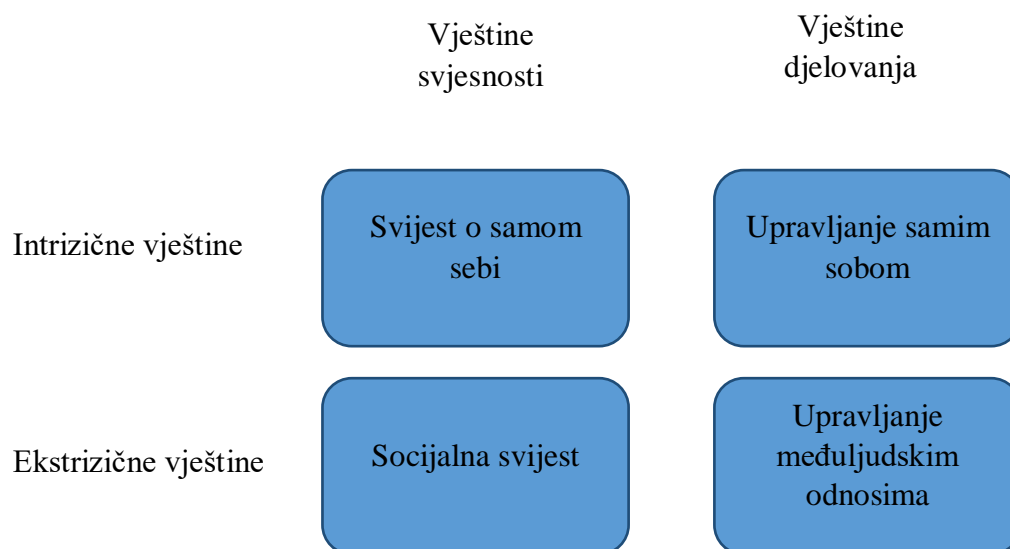 Vještine
svjesnosti
Vještine
djelovanja
Intrizične vještine
Svijest o samom
sebi
Upravljanje samim
sobom
Ekstrizične vještine
Socijalna svijest
Upravljanje
međuljudskim
odnosima